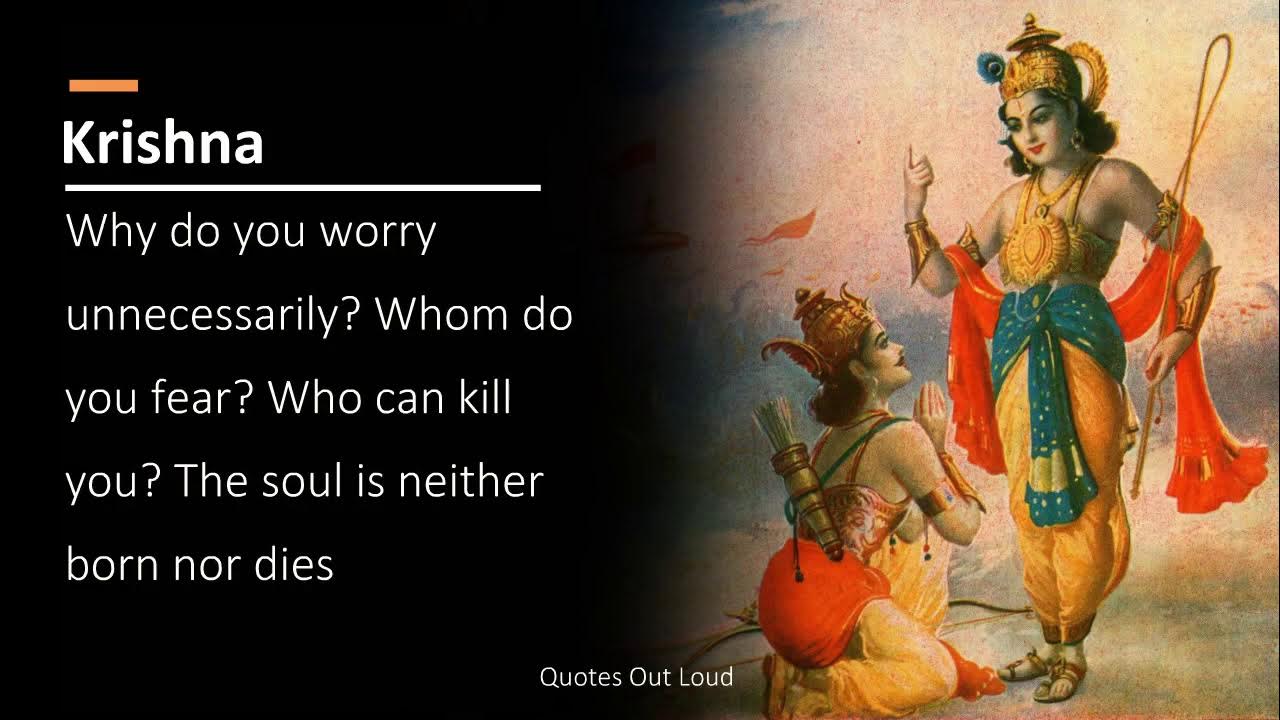 Krishna
Why do you worry
unnecessarily? Whom do
you fear? Who can kill
you? The soul is neither
born nor dies
Quotes Out Loud